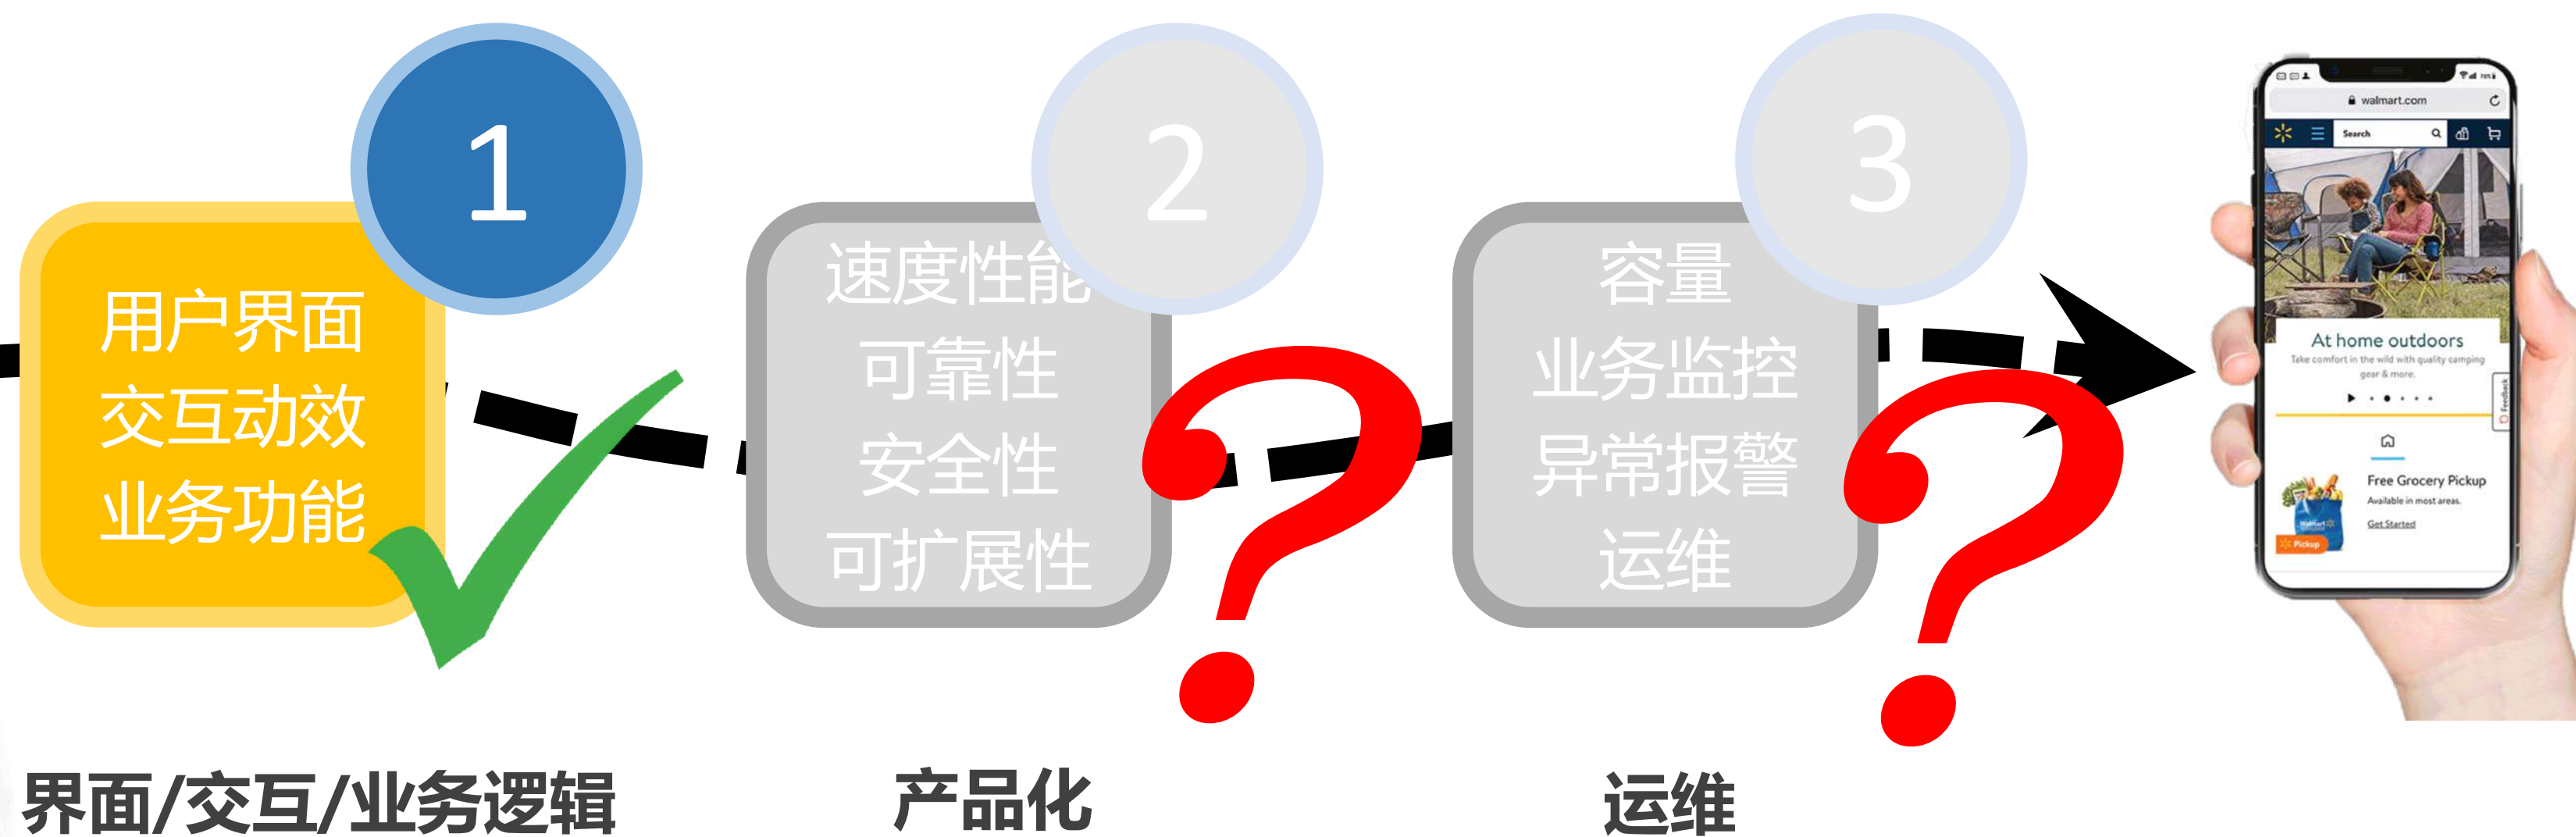 1
用户界面
交互动效
业务功能
界面/交互/业务逻辑
2
速度性能
可靠性
安全性
可扩展性
产品化
3
容量
业务监控
异常报警
运维
运维
walmart.com
Search
At home outdoors
Take comfort in the wild with quality camping
gear & more.
Feedback
Free Grocery Pickup
Available in most areas.
Get Started
Walmart
Pickup